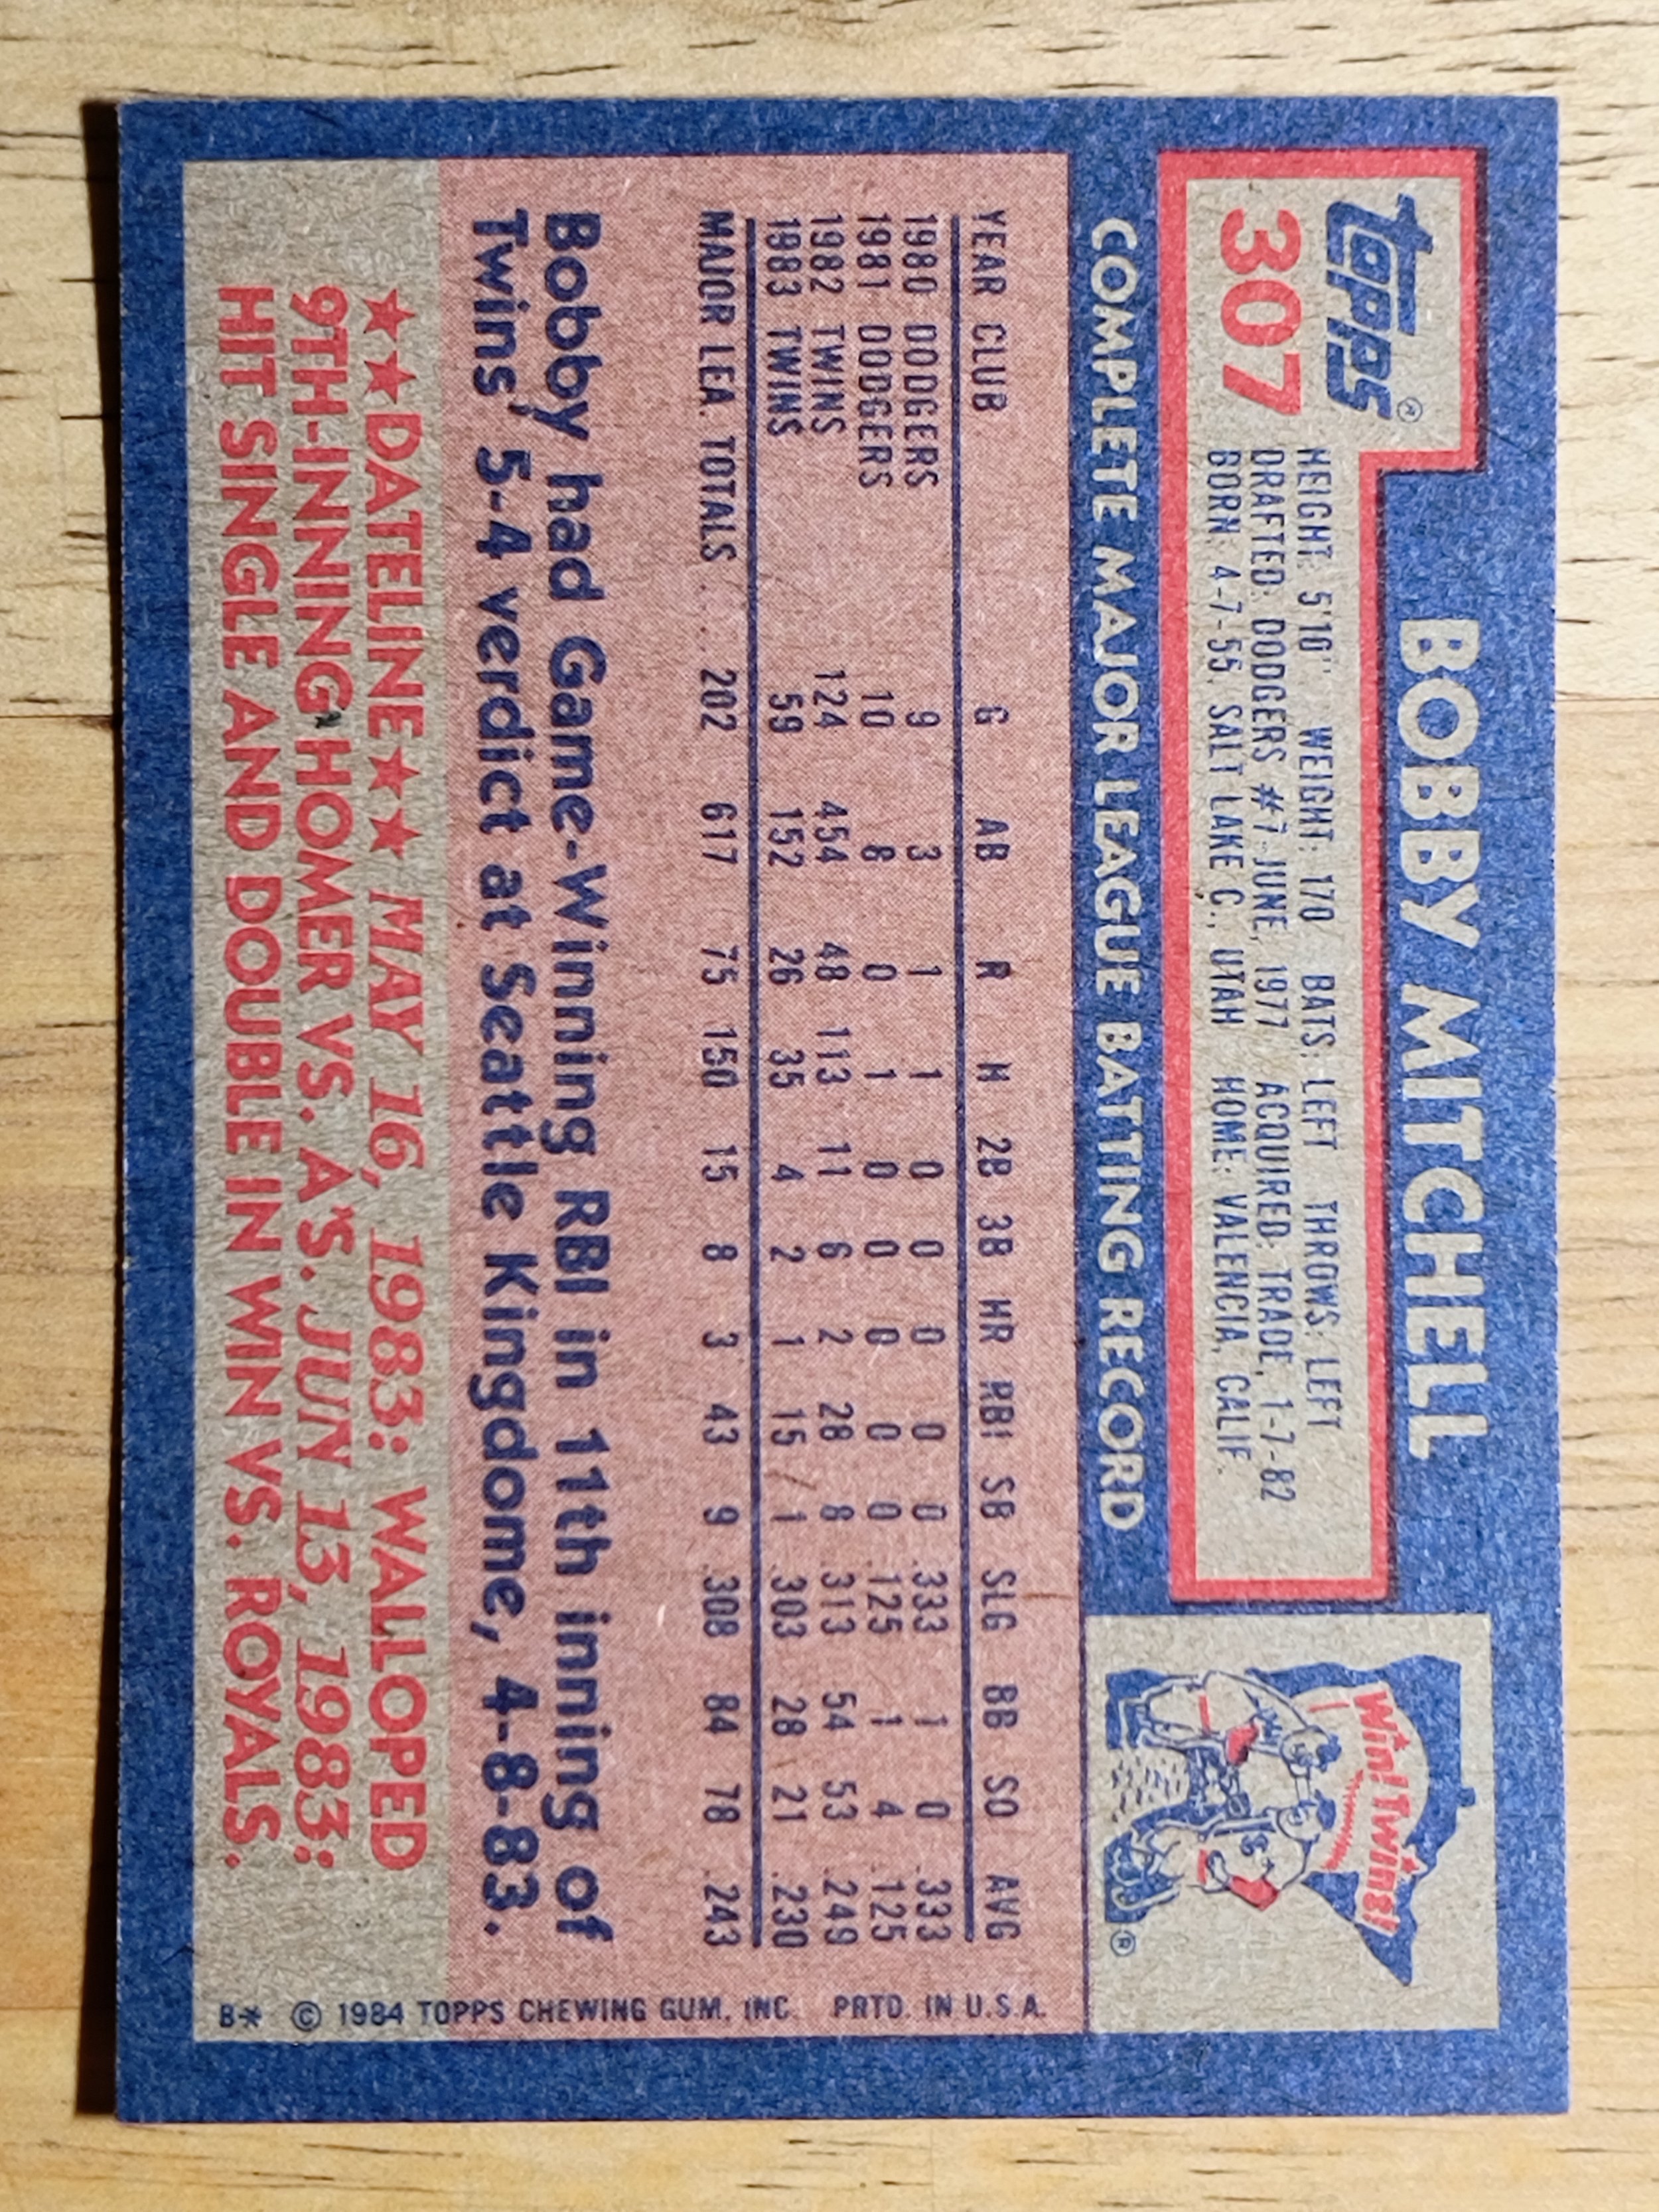 BOBBY MITCHELL
Topps®
307
HEIGHT: 5'10" WEIGHT: 170 BATS: LEFT THROWS: LEFT
DRAFTED: DODGERS #7-JUNE, 1977 ACQUIRED: TRADE, 1-7-82
BORN: 4-7-55, SALT LAKE C., UTAH HOME: VALENCIA, CALIF.
Win! Twins!
®
COMPLETE MAJOR LEAGUE BATTING RECORD
YEAR CLUB G AB R H 2B 3B HR RBI SB SLG BB SO AVG
1980 DODGERS 9 3 1 1 0 0 0 0 0 .333 1 0 .333
1981 DODGERS 10 8 0 1 0 0 0 0 0 .125 1 4 .125
1982 TWINS 124 454 48 113 11 6 2 28 8 .313 54 53 .249
1983 TWINS 59 152 26 35 4 2 1 15 1 .303 28 21 .230
MAJOR LEA. TOTALS ... 202 617 75 150 15 8 3 43 9 .308 84 78 .243
Bobby had Game-Winning RBI in 11th inning of
Twins' 5-4 verdict at Seattle Kingdome, 4-8-83.
★★DATELINE★★ MAY 16, 1983: WALLOPED
9TH-INNING HOMER VS. A'S. JUN 13, 1983:
HIT SINGLE AND DOUBLE IN WIN VS. ROYALS.
B* © 1984 TOPPS CHEWING GUM, INC. PRTD. IN U.S.A.